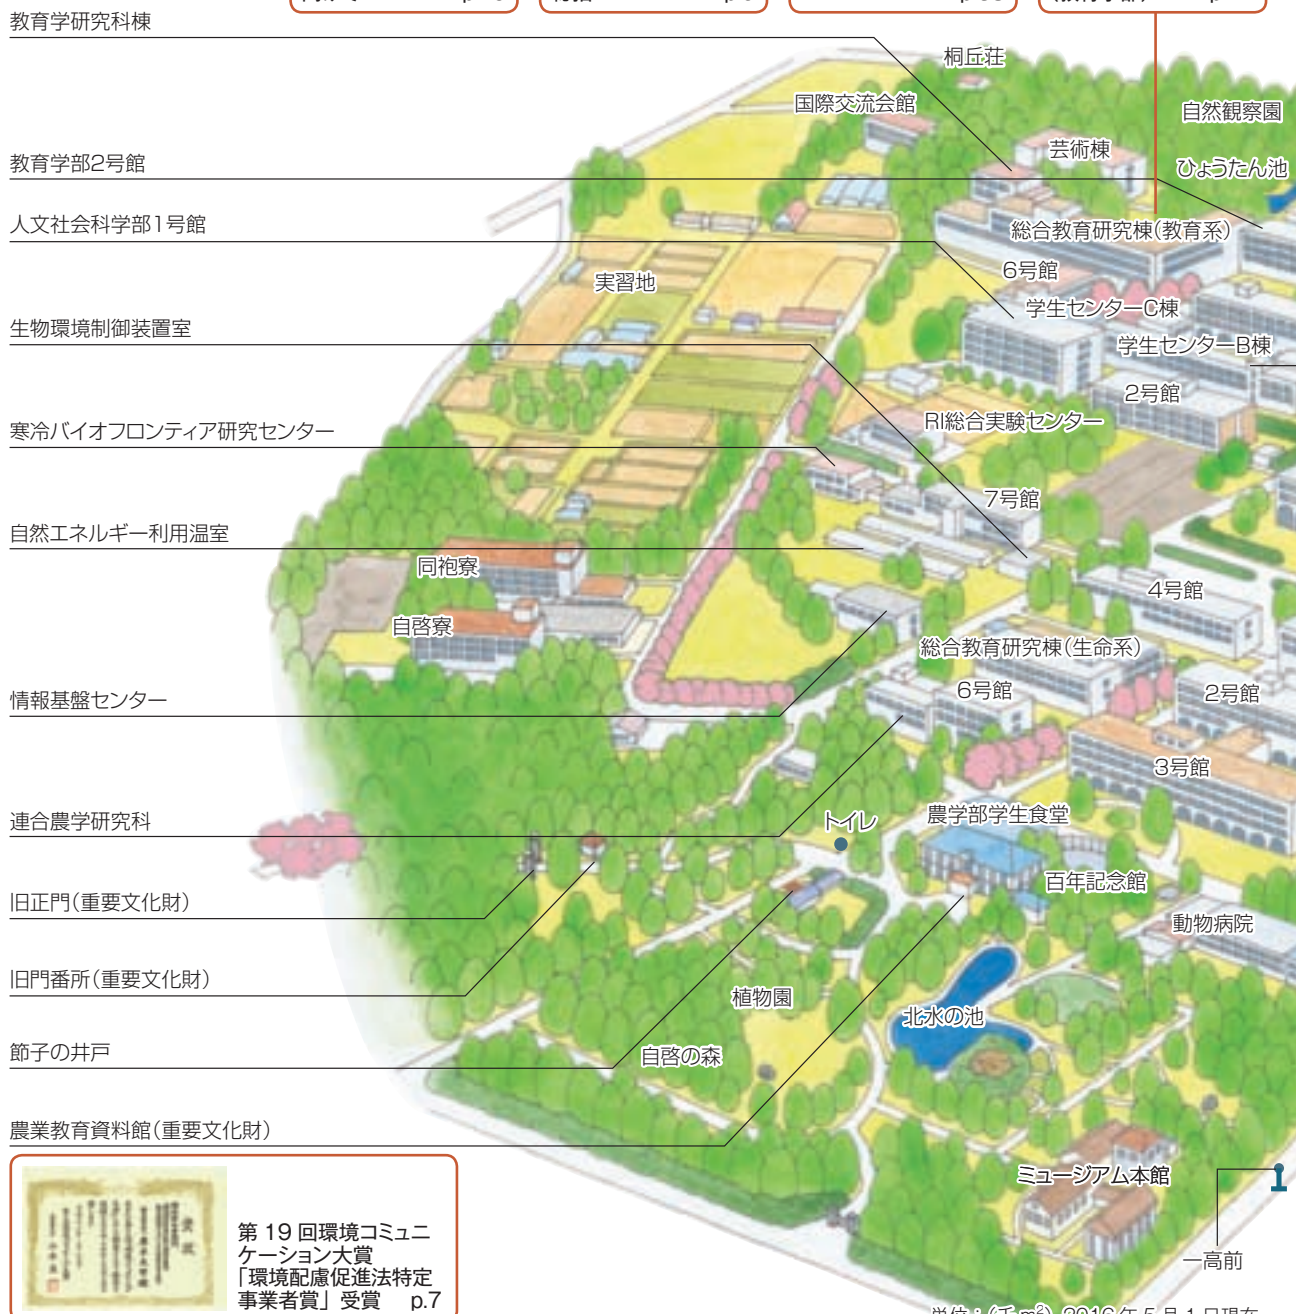 教育学研究科棟
桐丘荘
国際交流会館
自然観察園
芸術棟
教育学部2号館
ひょうたん池
人文社会科学部1号館
総合教育研究棟(教育系)
6号館
実習地
学生センターC棟
生物環境制御装置室
学生センターB棟
2号館
寒冷バイオフロンティア研究センター
RI総合実験センター
7号館
自然エネルギー利用温室
同袍寮
4号館
自啓寮
総合教育研究棟(生命系)
情報基盤センター
6号館
2号館
3号館
連合農学研究科
トイレ
農学部学生食堂
百年記念館
旧正門(重要文化財)
動物病院
旧門番所(重要文化財)
植物園
北水の池
節子の井戸
自啓の森
農業教育資料館(重要文化財)
ミュージアム本館
第 19 回環境コミュニ
ケーション大賞
「環境配慮促進法特定
事業者賞」受賞 p.7
一高前